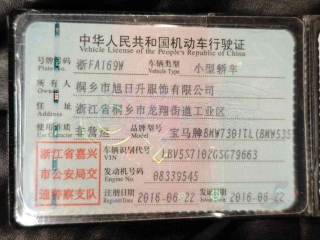 中华人民共和国机动车行驶证
Vehicle License of the People's Republic of China
号牌号码 浙FA169W 车辆类型 小型轿车
Plate No. Vehicle Type
所有人 桐乡市旭日升服饰有限公司
Owner
住址 浙江省桐乡市龙翔街道工业区
Address
使用性质 非营运 品牌型号 宝马牌BMW7301TL(BMW535
Use Character Model
浙江省嘉兴 车辆识别代号 LBV5S7102GSG79663
市公安局交 VIN
通警察支队 发动机号码 08339545
Engine No.
注册日期 2016-06-22 发证日期 2016-06-22
Register Date Issue Date